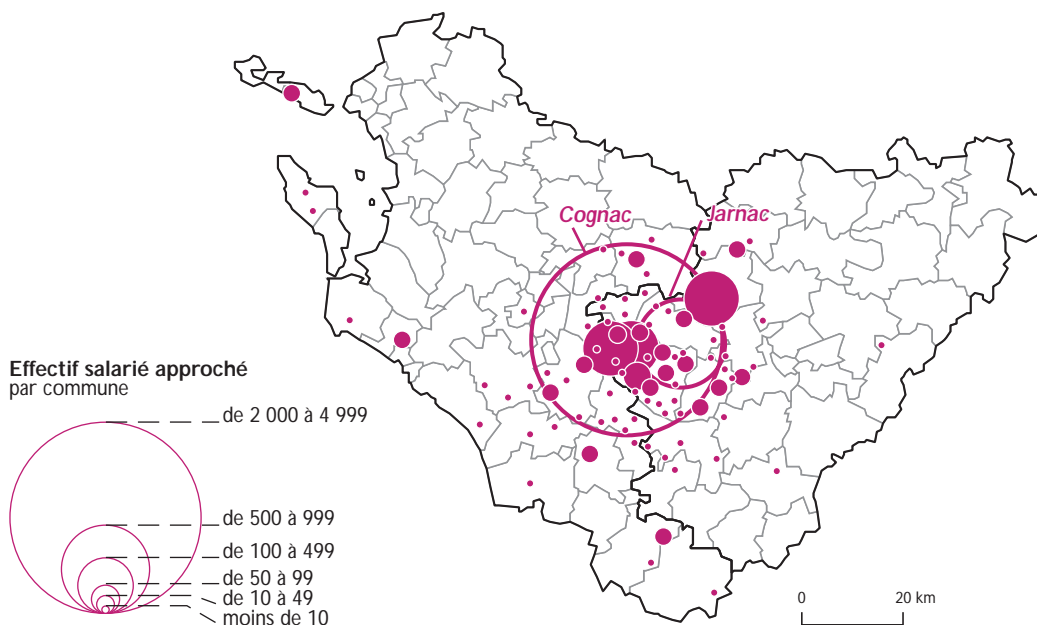 Cognac
Jarnac
Effectif salarié approché
par commune
de 2 000 à 4 999
de 500 à 999
de 100 à 499
de 50 à 99
de 10 à 49
moins de 10
0
20 km